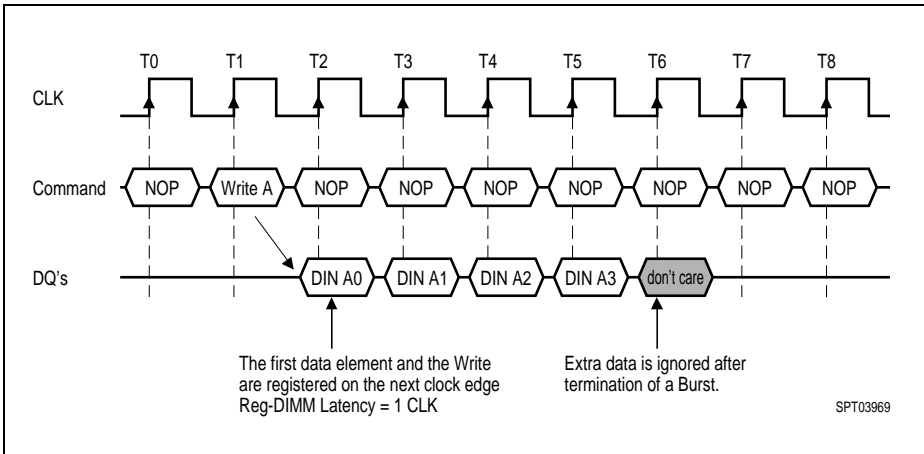 T0 T1 T2 T3 T4 T5 T6 T7 T8
CLK
Command NOP Write A NOP NOP NOP NOP NOP NOP NOP
DQ's DIN A0 DIN A1 DIN A2 DIN A3 don't care
The first data element and the Write
are registered on the next clock edge
Reg-DIMM Latency = 1 CLK
Extra data is ignored after
termination of a Burst.
SPT03969